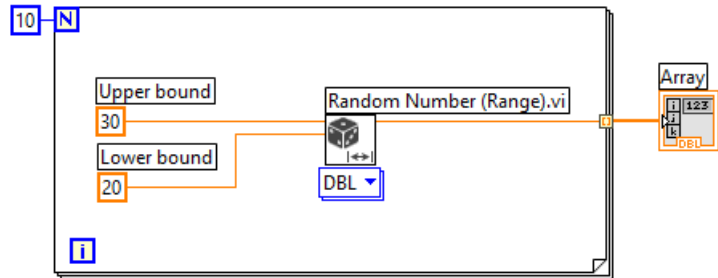 10
N
Upper bound
30
Lower bound
20
Random Number (Range).vi
DBL
i
Array
i
123
j
k
DBL